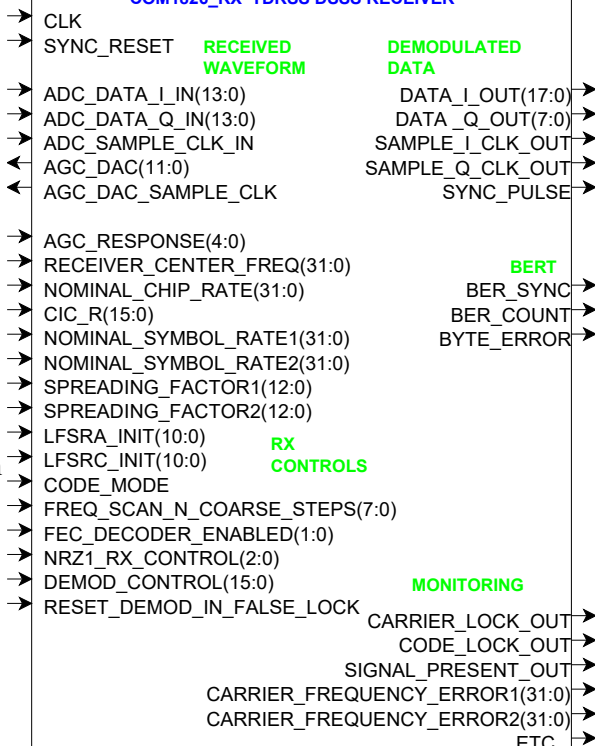 CLK
SYNC_RESET
RECEIVED
WAVEFORM
DEMODULATED
DATA
ADC_DATA_I_IN(13:0)
DATA_I_OUT(17:0)
ADC_DATA_Q_IN(13:0)
DATA _Q_OUT(7:0)
ADC_SAMPLE_CLK_IN
SAMPLE_I_CLK_OUT
AGC_DAC(11:0)
SAMPLE_Q_CLK_OUT
AGC_DAC_SAMPLE_CLK
SYNC_PULSE
AGC_RESPONSE(4:0)
RECEIVER_CENTER_FREQ(31:0)
BERT
NOMINAL_CHIP_RATE(31:0)
BER_SYNC
CIC_R(15:0)
BER_COUNT
NOMINAL_SYMBOL_RATE1(31:0)
BYTE_ERROR
NOMINAL_SYMBOL_RATE2(31:0)
SPREADING_FACTOR1(12:0)
SPREADING_FACTOR2(12:0)
LFSRA_INIT(10:0)
LFSRC_INIT(10:0)
RX
CONTROLS
CODE_MODE
FREQ_SCAN_N_COARSE_STEPS(7:0)
FEC_DECODER_ENABLED(1:0)
NRZ1_RX_CONTROL(2:0)
DEMOD_CONTROL(15:0)
MONITORING
RESET_DEMOD_IN_FALSE_LOCK
CARRIER_LOCK_OUT
CODE_LOCK_OUT
SIGNAL_PRESENT_OUT
CARRIER_FREQUENCY_ERROR1(31:0)
CARRIER_FREQUENCY_ERROR2(31:0)
ETC